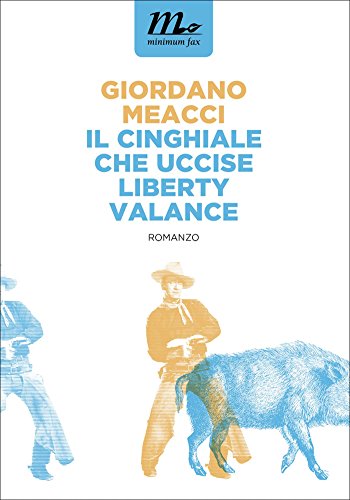 minimum fax
GIORDANO
MEACCI
IL CINGHIALE
CHE UCCISE
LIBERTY
VALANCE
ROMANZO